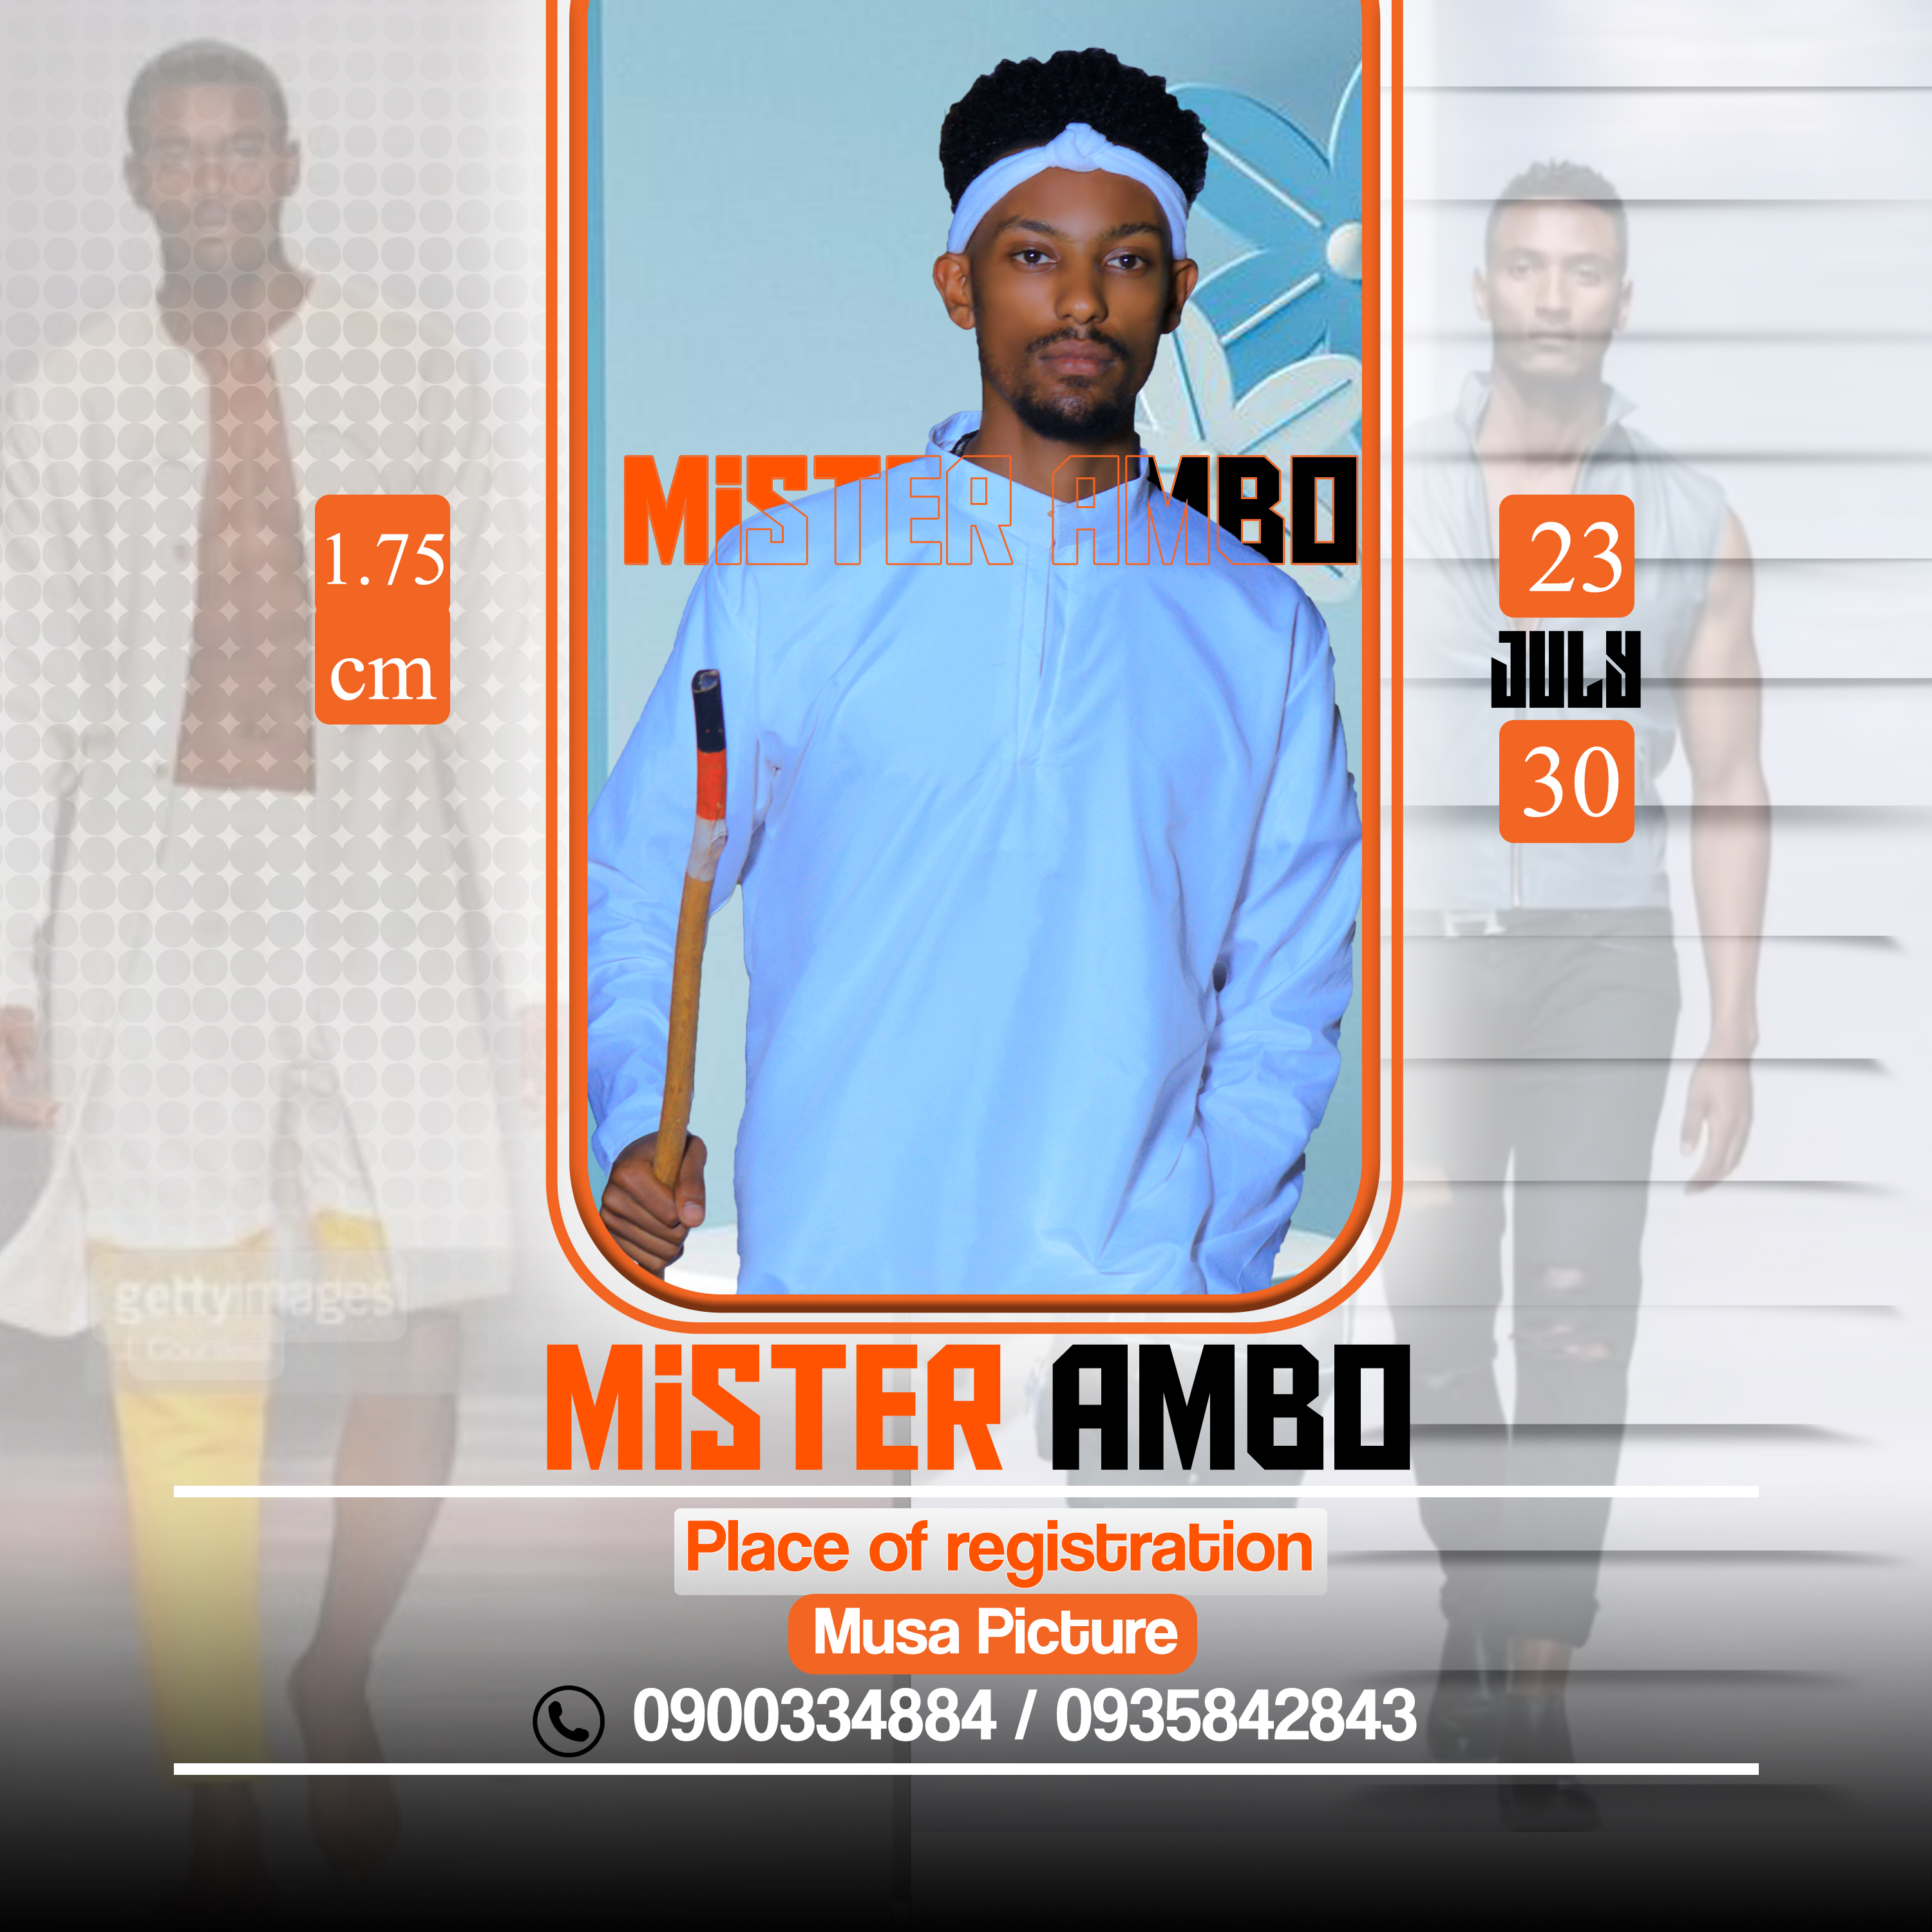 MiSTER AMBO
1.75
cm
23
JULY
30
gettyimages
MiSTER AMBO
Place of registration
Musa Picture
0900334884 / 0935842843